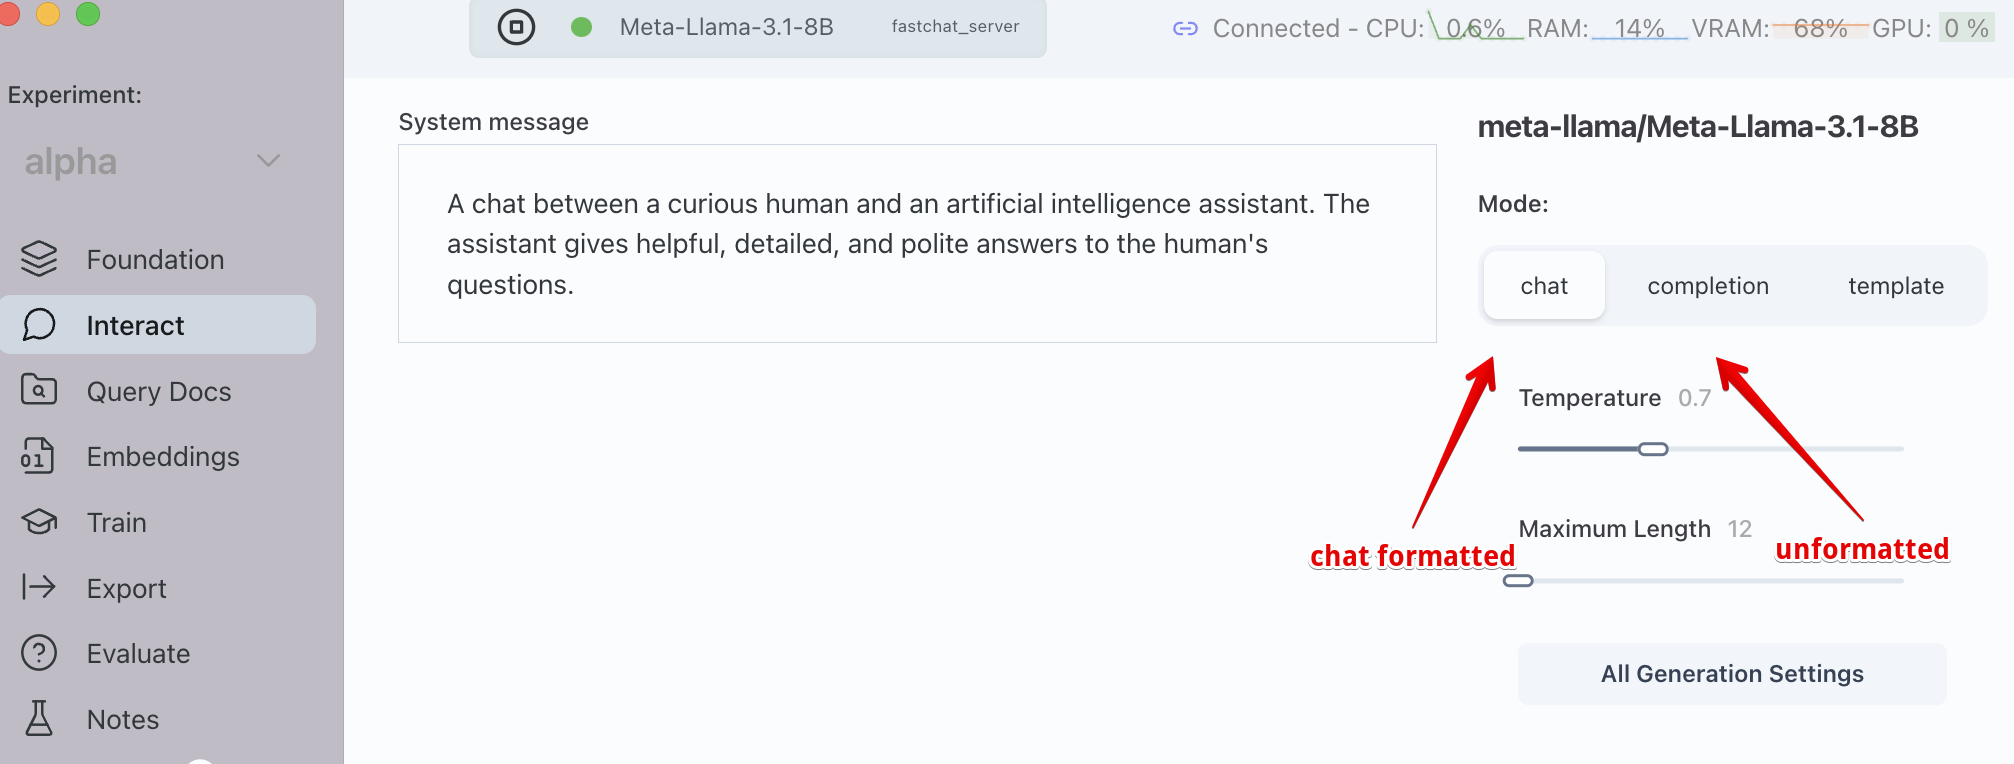 Meta-Llama-3.1-8B fastchat_server
Connected - CPU: 0.6% RAM: 14% VRAM: 68% GPU: 0 %
Experiment:
alpha
Foundation
Interact
Query Docs
Embeddings
Train
Export
Evaluate
Notes
System message
A chat between a curious human and an artificial intelligence assistant. The
assistant gives helpful, detailed, and polite answers to the human's
questions.
meta-llama/Meta-Llama-3.1-8B
Mode:
chat completion template
Temperature 0.7
Maximum Length 12
chat formatted
unformatted
All Generation Settings